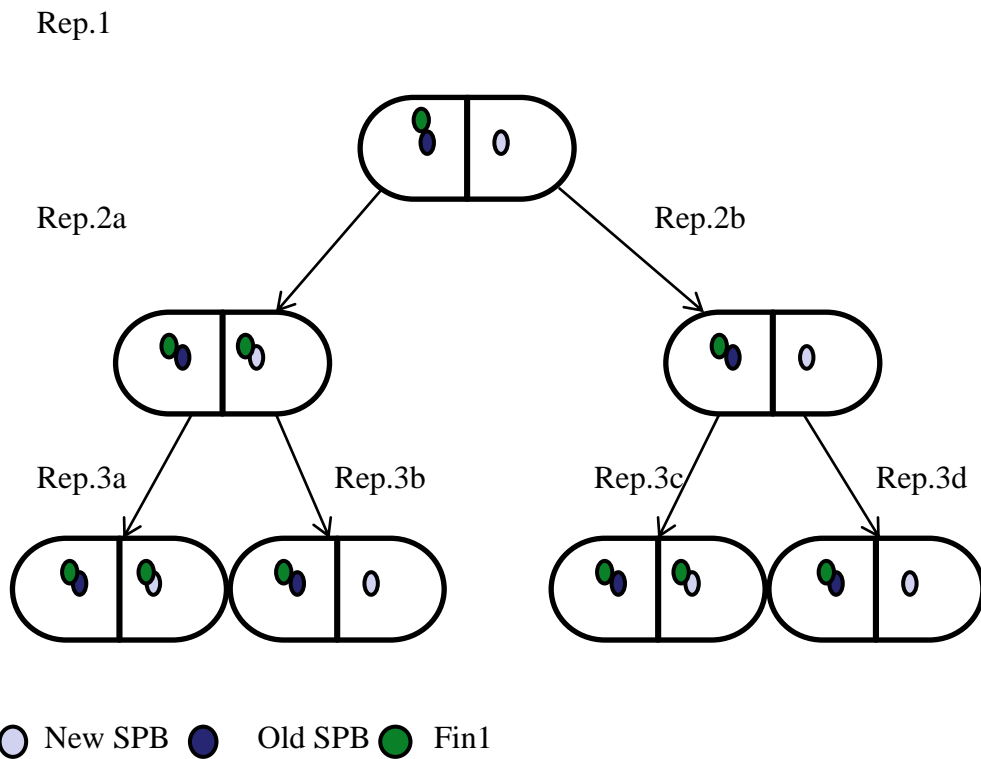 Rep.1
Rep.2a
Rep.2b
Rep.3a
Rep.3b
Rep.3c
Rep.3d
New SPB Old SPB Fin1